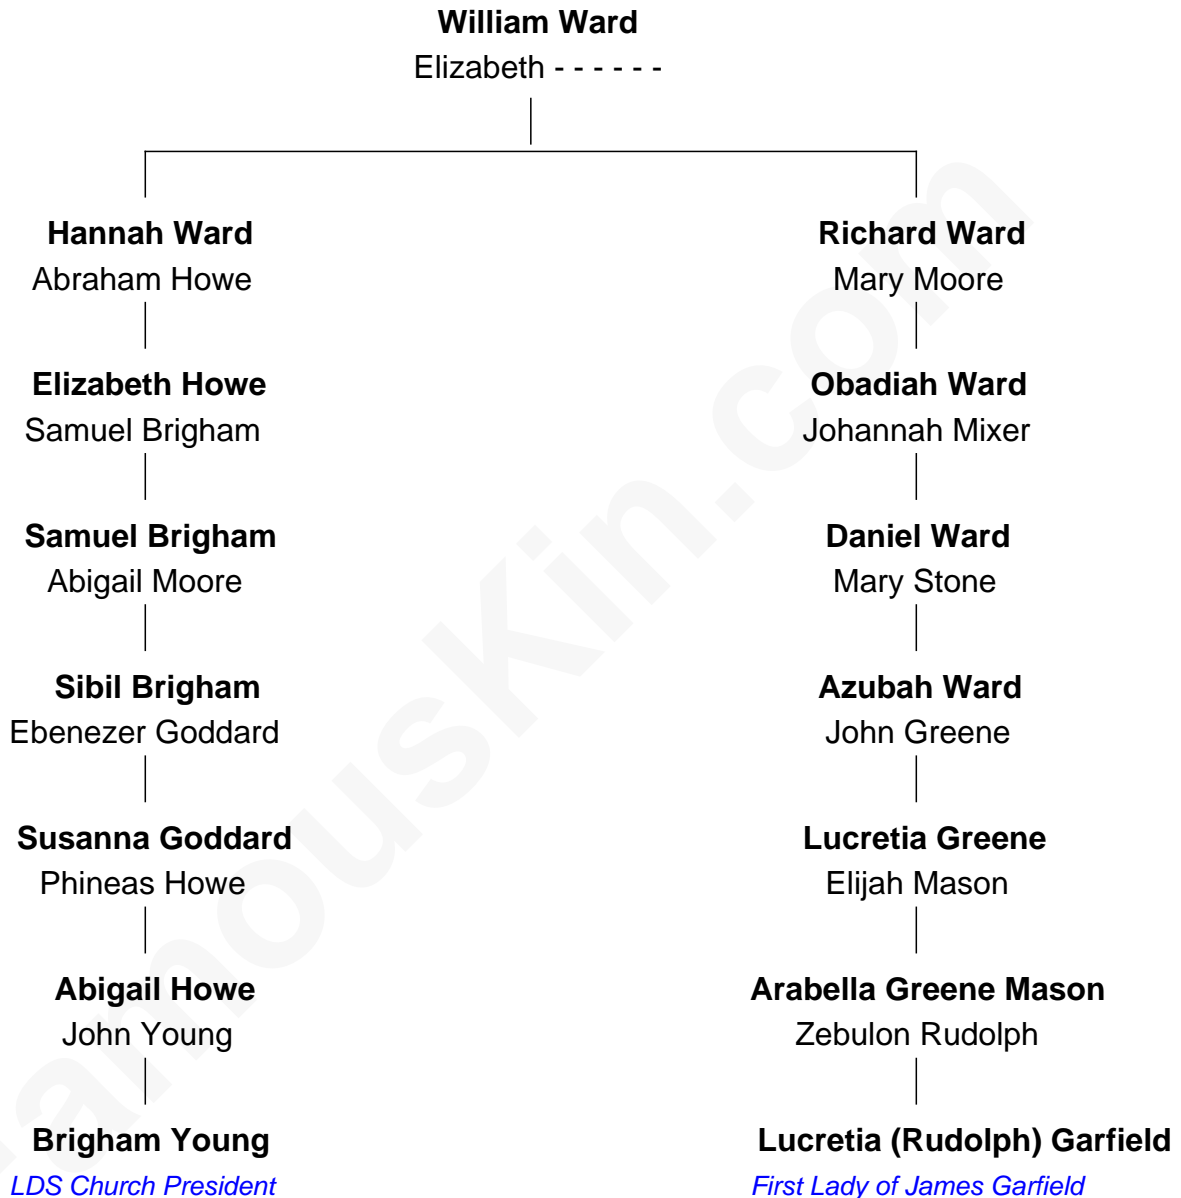 William Ward
Elizabeth - - - - - -
Hannah Ward
Abraham Howe
Richard Ward
Mary Moore
Elizabeth Howe
Samuel Brigham
Obadiah Ward
Johannah Mixer
Samuel Brigham
Abigail Moore
Daniel Ward
Mary Stone
Sibil Brigham
Ebenezer Goddard
Azubah Ward
John Greene
Susanna Goddard
Phineas Howe
Lucretia Greene
Elijah Mason
Abigail Howe
John Young
Arabella Greene Mason
Zebulon Rudolph
Brigham Young
LDS Church President
Lucretia (Rudolph) Garfield
First Lady of James Garfield
FamousKin.com